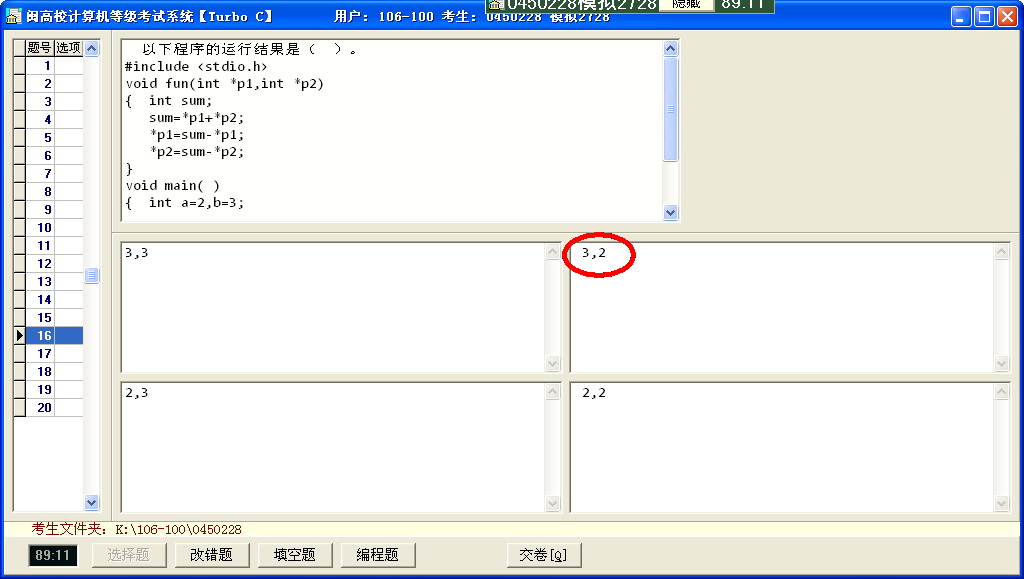 闽高校计算机等级考试系统【Turbo C】 用户: 106-100 考生: 0450228 模拟2728
0450228模拟2728 隐藏 89:11
题号 选项
1
2
3
4
5
6
7
8
9
10
11
12
13
14
15
16
17
18
19
20
以下程序的运行结果是（ ）。
#include <stdio.h>
void fun(int *p1,int *p2)
{ int sum;
sum=*p1+*p2;
*p1=sum-*p1;
*p2=sum-*p2;
}
void main( )
{ int a=2,b=3;
3,3
3,2
2,3
2,2
考生文件夹: K:\106-100\0450228
89:11 选择题 改错题 填空题 编程题 交卷[Q]